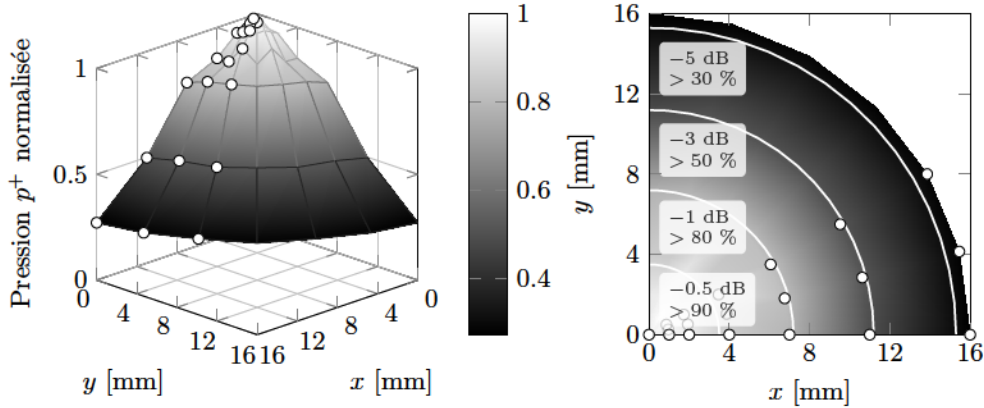 Pression p⁺ normalisée
1
0.5
0
0
4
8
12
16
y [mm]
16
12
8
4
0
x [mm]
1
0.8
0.6
0.4
16
12
8
4
0
y [mm]
−5 dB
> 30 %
−3 dB
> 50 %
−1 dB
> 80 %
−0.5 dB
> 90 %
0
4
8
12
16
x [mm]